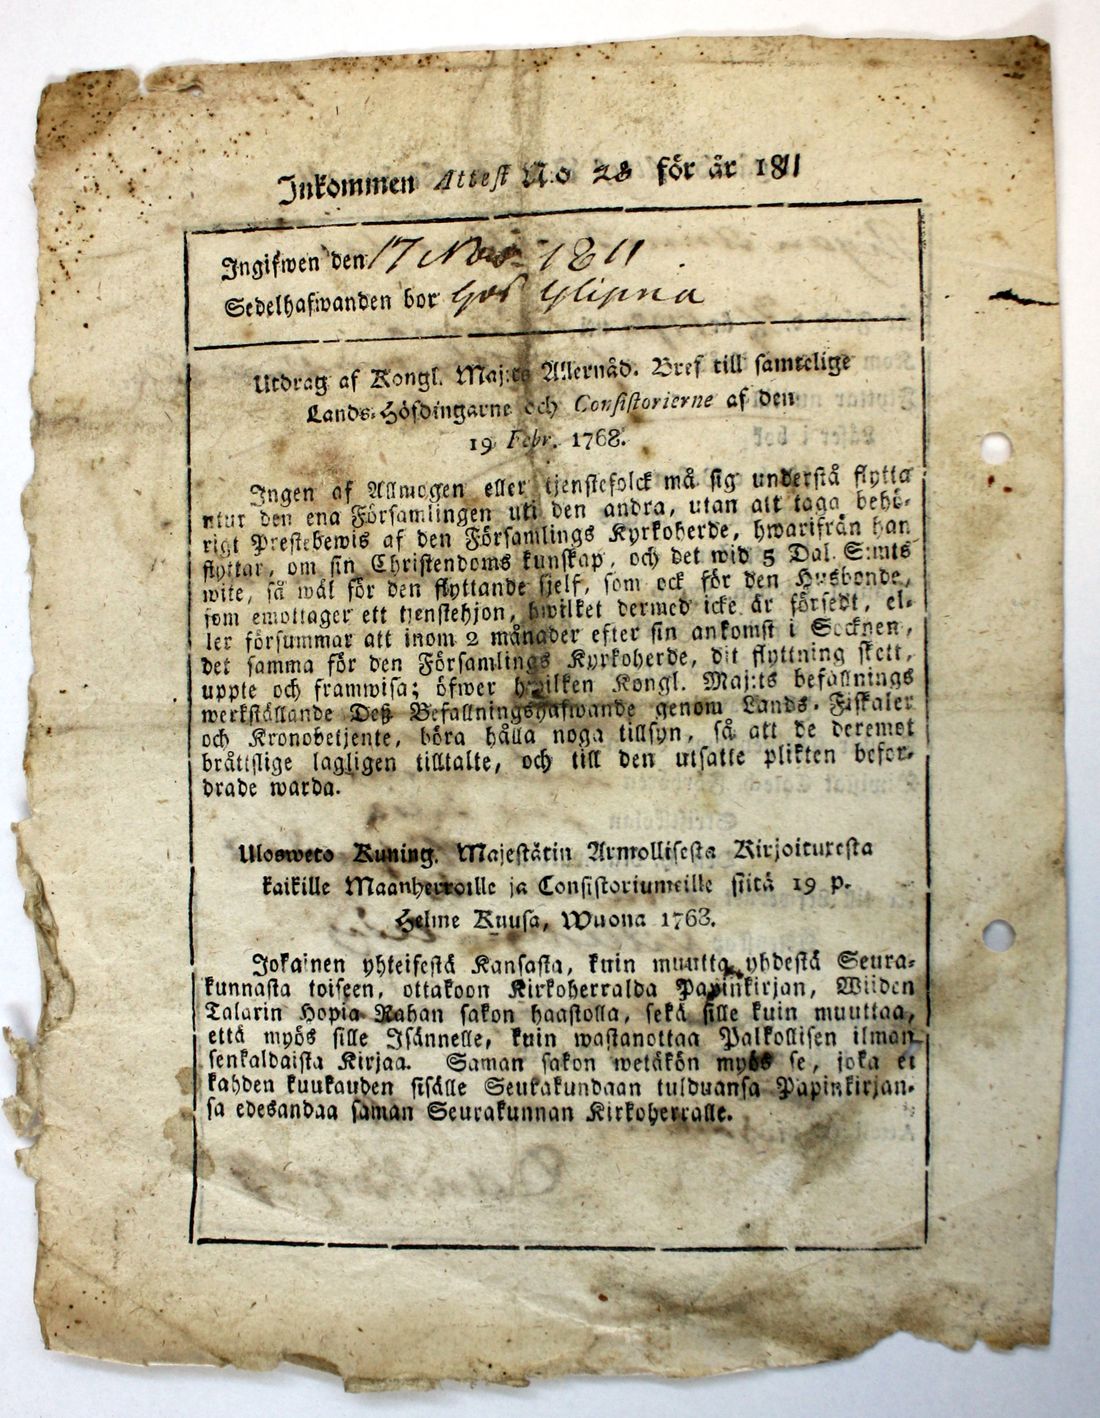 Inkommen Attest No 28 för år 1811
Ingifwen den 17 Nov. 1811.
Sedelhafwanden bor hos
Utdrag af Kongl. Maj:ts Allernåd. Bref till samtelige
Lands-Höfdingarne och Consistorierne af den
19 Febr. 1768.
Ingen af Allmogen eller tjenstefolck må sig understå flytta
utur den ena Församlingen uti den andra, utan att taga behö-
rigt Prestebewis af den Församlings Kyrkoherde, hwarifrån han
flyttar, om sin Christendoms kunskap, och det wid 5 Dal. S:mts
wite, så wäl för den flyttande sjelf, som ock för den Husbonde,
som emottager ett tjenstehjon, hwilket dermed icke är försedt, el-
ler försummar att inom 2 månader efter sin ankomst i Socknen,
det samma för den Församlings Kyrkoherde, dit flyttning skett,
uppte och framwisa; öfwer hwilken Kongl. Maj:ts befallnings
werkställande Deß Befallningshafwande genom Lands-Fiskaler
och Kronobetjente, böra hålla noga tillsyn, så att de deremot
bråttslige lagligen tilltalte, och till den utsatte plikten befor-
drade warda.
Ulosweto Kuning. Majestätin Armollisesta Kirjoituresta
kaikille Maanherroille ja Consistoriumeille siitä 19 p.
Helme Kuusa, Wuona 1768.
Jokainen yhteisestä Kansasta, kuin muutta yhdestä Seura-
kunnasta toiseen, ottakoon Kirkoherralda Papinkirjan, Wiiden
Talarin Hopia Rahan sakon haastolla, sekä sille kuin muuttaa,
että myös sille Isännelle, kuin wastanottaa Palkollisen ilman
senkaldaista Kirjaa. Saman sakon wetäkön myös se, joka ei
kahden kuukauden sisälle Seurakundaan tulduansa Papinkirjan-
sa edesandaa saman Seurakunnan Kirkoherralle.